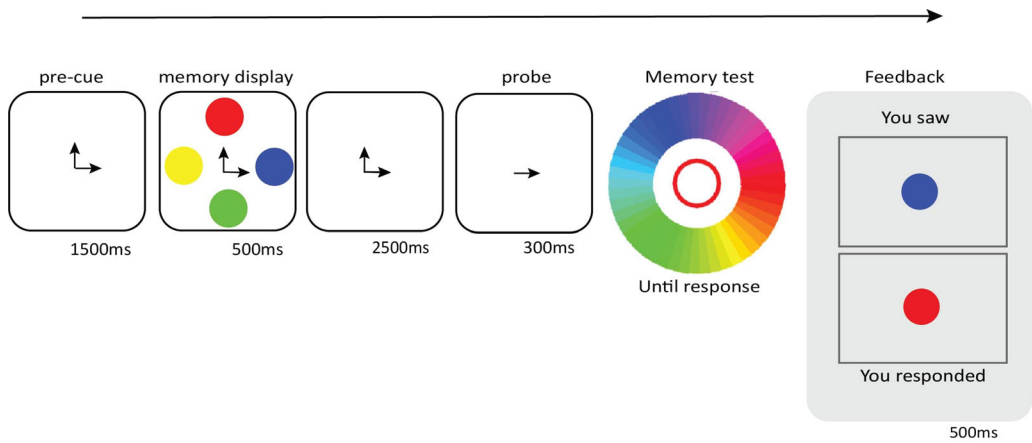 pre-cue
memory display
probe
Memory test
Feedback
You saw
1500ms
500ms
2500ms
300ms
Until response
You responded
500ms